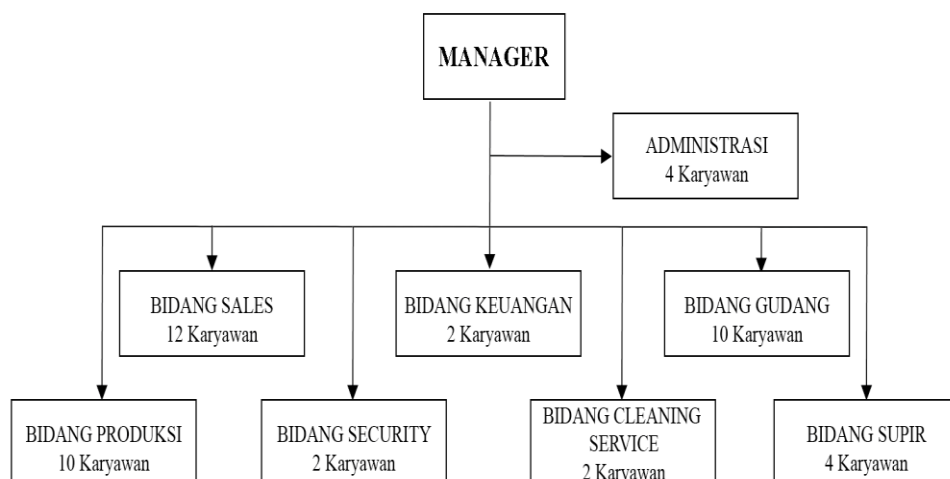 MANAGER
ADMINISTRASI
4 Karyawan
BIDANG SALES
12 Karyawan
BIDANG KEUANGAN
2 Karyawan
BIDANG GUDANG
10 Karyawan
BIDANG PRODUKSI
10 Karyawan
BIDANG SECURITY
2 Karyawan
BIDANG CLEANING
SERVICE
2 Karyawan
BIDANG SUPIR
4 Karyawan